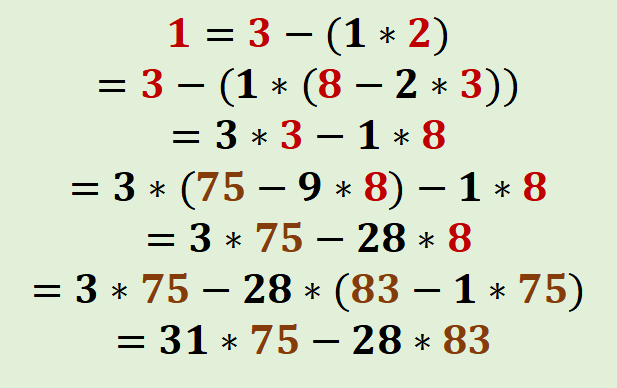 1 = 3 − (1 ∗ 2)
= 3 − (1 ∗ (8 − 2 ∗ 3))
= 3 ∗ 3 − 1 ∗ 8
= 3 ∗ (75 − 9 ∗ 8) − 1 ∗ 8
= 3 ∗ 75 − 28 ∗ 8
= 3 ∗ 75 − 28 ∗ (83 − 1 ∗ 75)
= 31 ∗ 75 − 28 ∗ 83